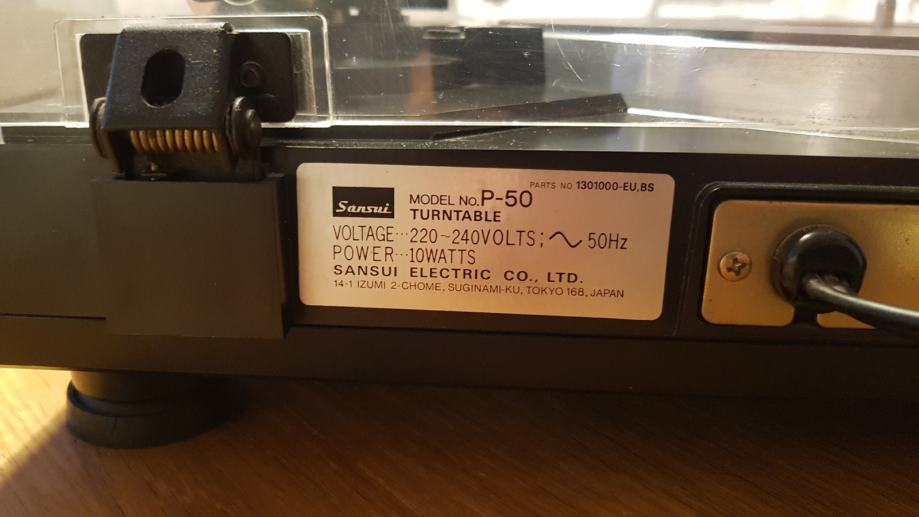 PARTS NO 1301000-EU,BS
Sansui MODEL No.P-50
TURNTABLE
VOLTAGE···220~240VOLTS; ∿ 50Hz
POWER···10WATTS
SANSUI ELECTRIC CO., LTD.
14-1 IZUMI 2-CHOME, SUGINAMI-KU, TOKYO 168, JAPAN